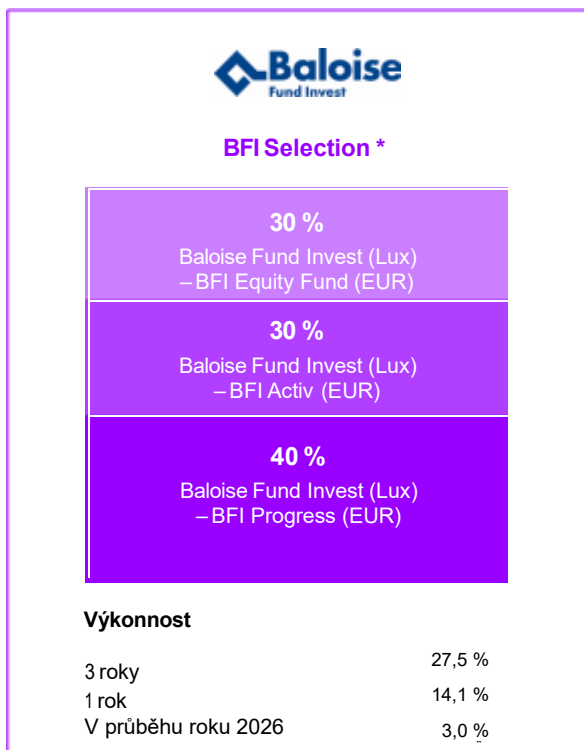 Baloise
Fund Invest
BFI Selection *
30 %
Baloise Fund Invest (Lux)
– BFI Equity Fund (EUR)
30 %
Baloise Fund Invest (Lux)
– BFI Activ (EUR)
40 %
Baloise Fund Invest (Lux)
– BFI Progress (EUR)
Výkonnost
3 roky 27,5 %
1 rok 14,1 %
V průběhu roku 2026 3,0 %